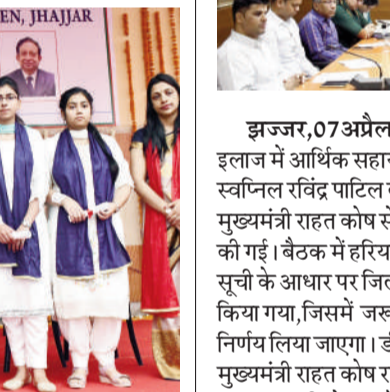 EN, JHAJJAR
झज्जर,07अप्रैल
इलाज में आर्थिक सहा
स्वप्निल रविंद्र पाटिल
मुख्यमंत्री राहत कोष से
की गई। बैठक में हरिय
सूची के आधार पर जिल
किया गया,जिसमें जरू
निर्णय लिया जाएगा। डी
मुख्यमंत्री राहत कोष से